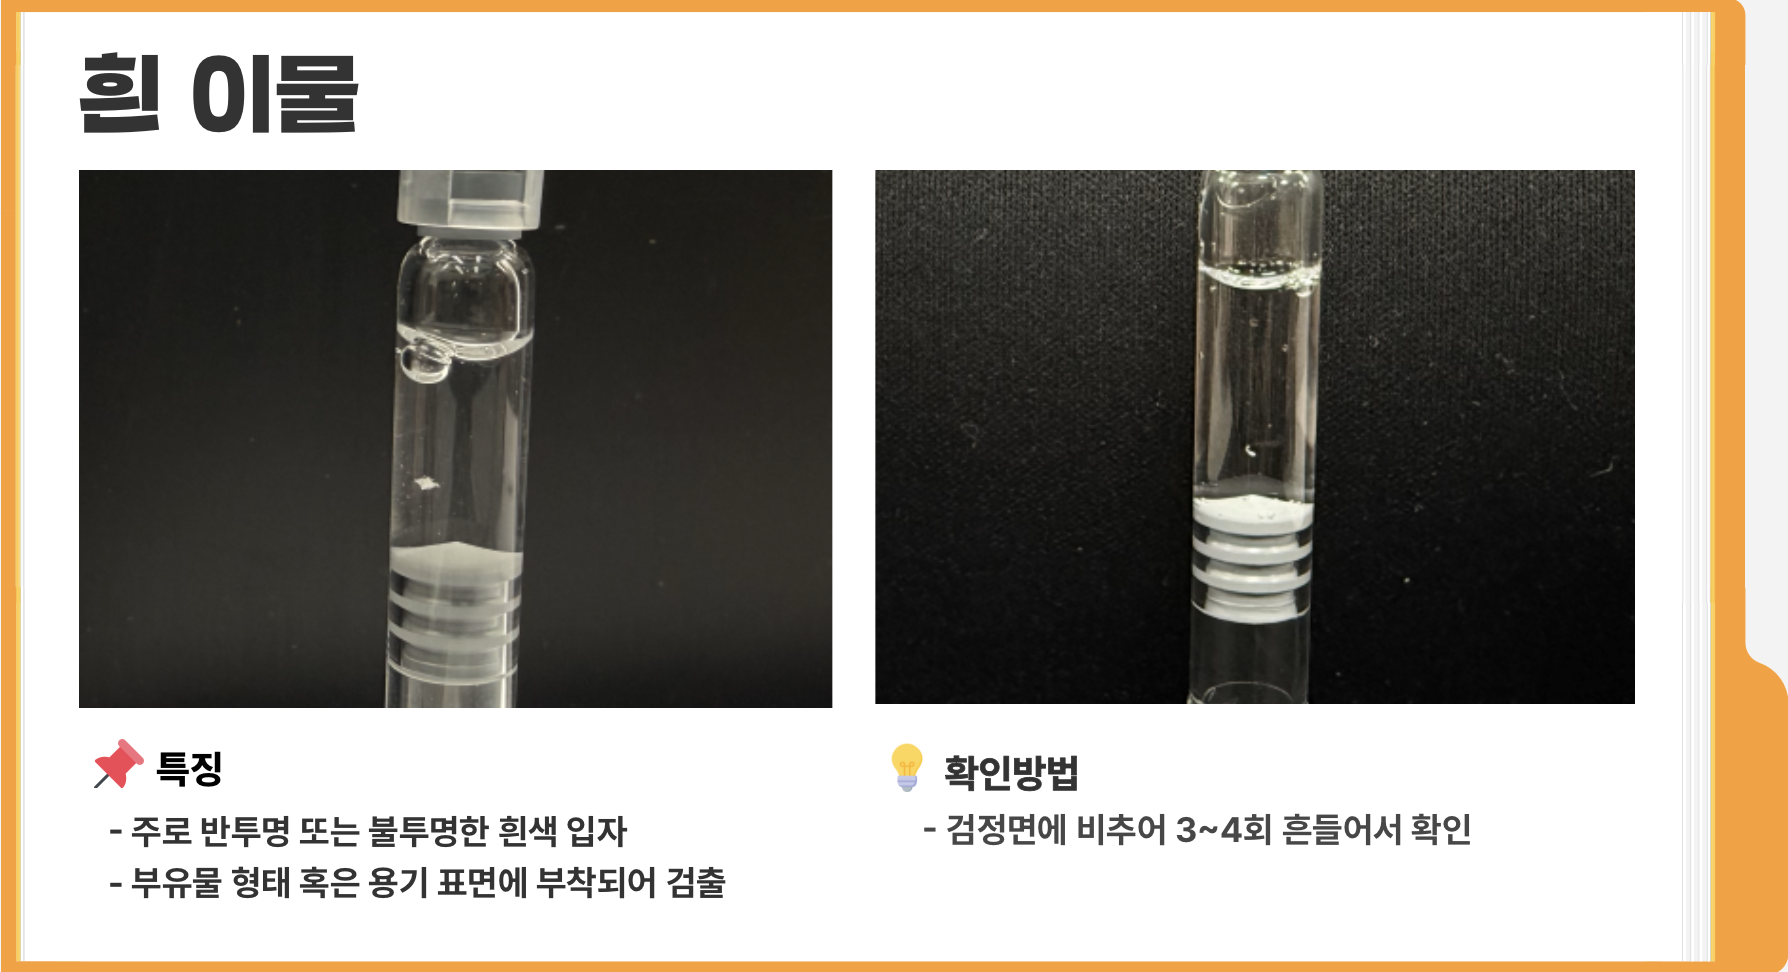 흰 이물
특징
- 주로 반투명 또는 불투명한 흰색 입자
- 부유물 형태 혹은 용기 표면에 부착되어 검출
확인방법
- 검정면에 비추어 3~4회 흔들어서 확인